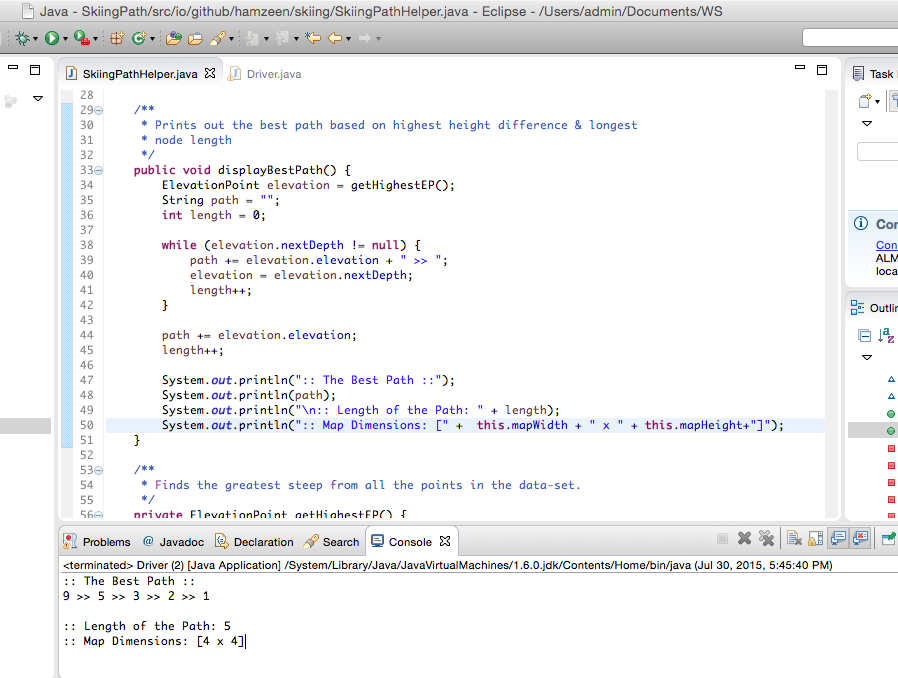 Java - SkiingPath/src/io/github/hamzeen/skiing/SkiingPathHelper.java - Eclipse - /Users/admin/Documents/WS
SkiingPathHelper.java
Driver.java
Task
28
29 /**
30 * Prints out the best path based on highest height difference & longest
31 * node length
32 */
33 public void displayBestPath() {
34 ElevationPoint elevation = getHighestEP();
35 String path = "";
36 int length = 0;
37
38 while (elevation.nextDepth != null) {
39 path += elevation.elevation + " >> ";
40 elevation = elevation.nextDepth;
41 length++;
42 }
43
44 path += elevation.elevation;
45 length++;
46
47 System.out.println(":: The Best Path ::");
48 System.out.println(path);
49 System.out.println("\n:: Length of the Path: " + length);
50 System.out.println(":: Map Dimensions: [" +  this.mapWidth + " x " + this.mapHeight+"]");
51 }
52
53 /**
54 * Finds the greatest steep from all the points in the data-set.
55 */
56 private ElevationPoint getHighestEP() {
Cor
Con
ALM
loca
Outlin
Problems
@ Javadoc
Declaration
Search
Console
<terminated> Driver (2) [Java Application] /System/Library/Java/JavaVirtualMachines/1.6.0.jdk/Contents/Home/bin/java (Jul 30, 2015, 5:45:40 PM)
:: The Best Path ::
9 >> 5 >> 3 >> 2 >> 1
:: Length of the Path: 5
:: Map Dimensions: [4 x 4]